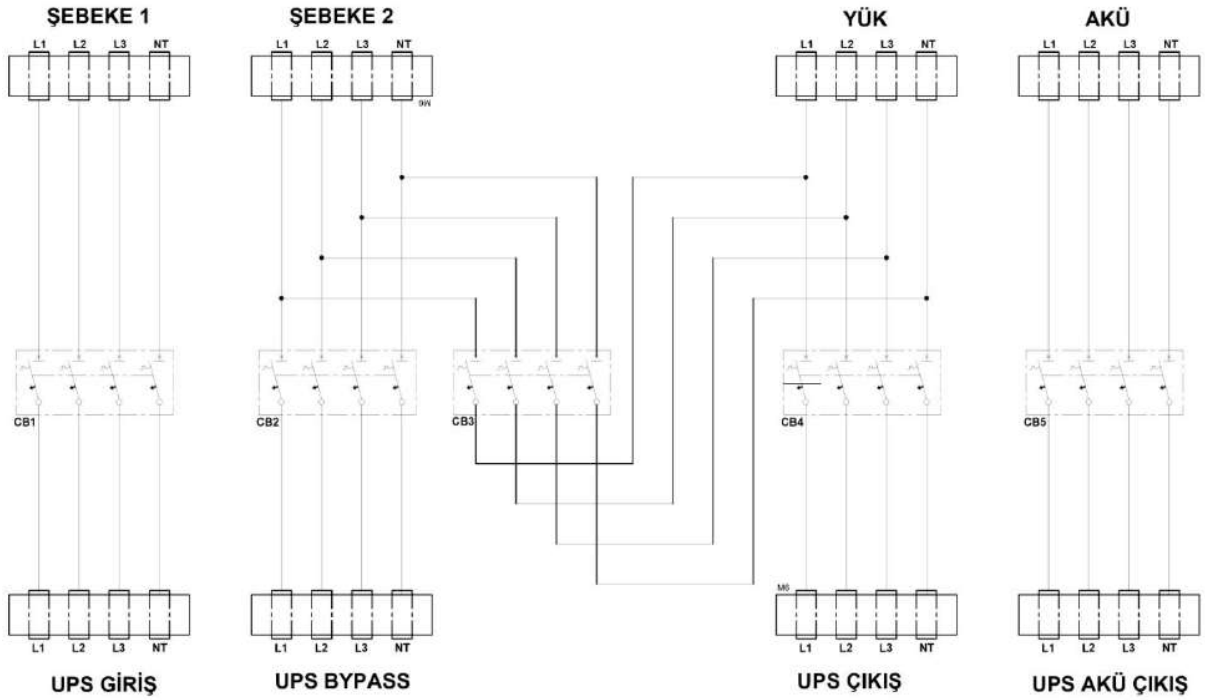 ŞEBEKE 1 ŞEBEKE 2 YÜK AKÜ
L1 L2 L3 NT L1 L2 L3 NT L1 L2 L3 NT L1 L2 L3 NT
M6
CB1 CB2 CB3 CB4 CB5
M6
L1 L2 L3 NT L1 L2 L3 NT L1 L2 L3 NT L1 L2 L3 NT
UPS GİRİŞ UPS BYPASS UPS ÇIKIŞ UPS AKÜ ÇIKIŞ